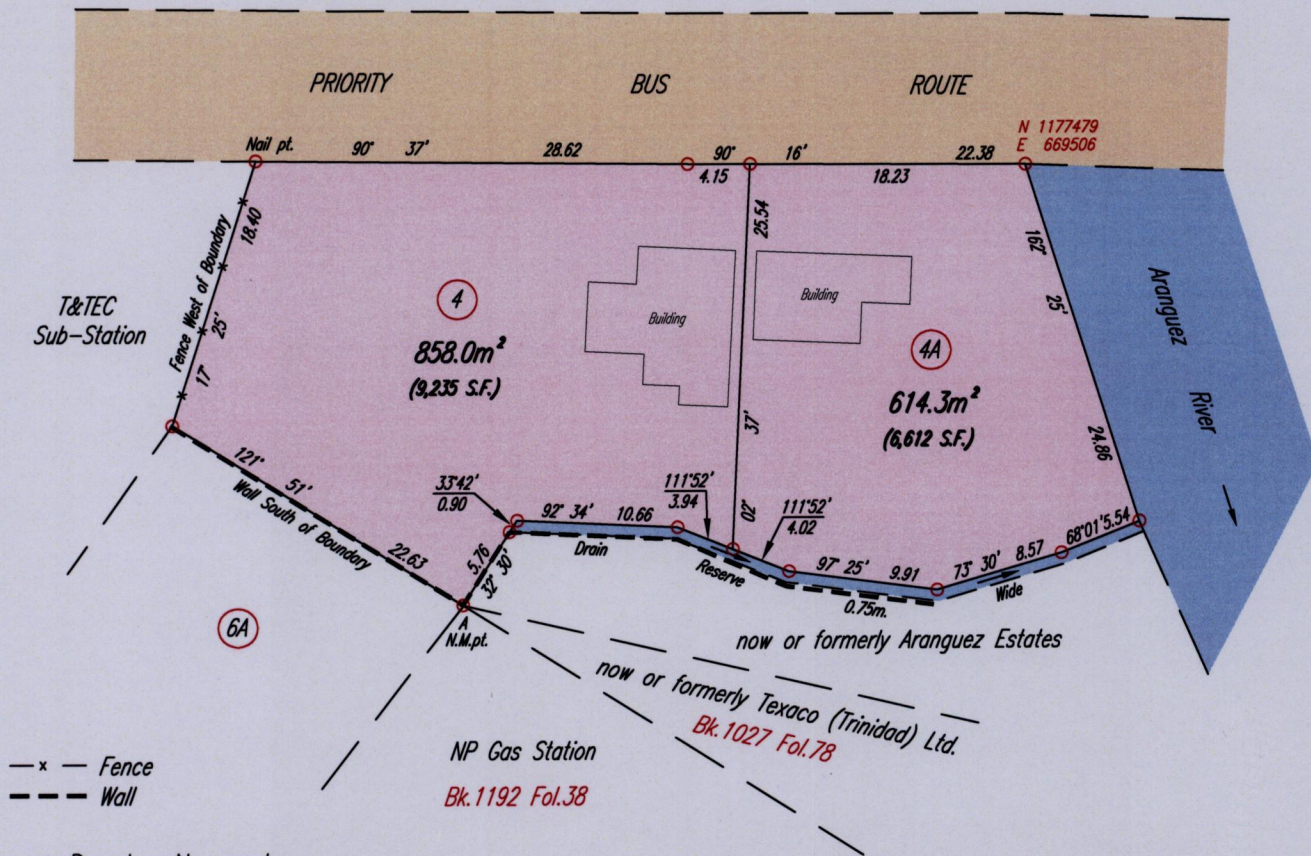 PRIORITY BUS ROUTE
N 1177479
E 669506
Nail pt. 90° 37' 28.62 90° 16' 22.38
4.15 18.23
18.40
Fence West of Boundary
25'
17°
T&TEC
Sub-Station
4
858.0m²
(9,235 S.F.)
Building
25.54
37'
02°
Building
4A
614.3m²
(6,612 S.F.)
162°
25'
24.86
Aranguez
River
121° 51' 22.63
Wall South of Boundary
33°42'
0.90
92° 34' 10.66
111°52'
3.94
111°52'
4.02
97° 25' 9.91
73° 30' 8.57
68°01' 5.54
5.76
32° 30'
Drain
Reserve
0.75m.
Wide
A
N.M.pt.
6A
now or formerly Aranguez Estates
now or formerly Texaco (Trinidad) Ltd.
Bk.1027 Fol.78
NP Gas Station
Bk.1192 Fol.38
— x — Fence
– – – – Wall